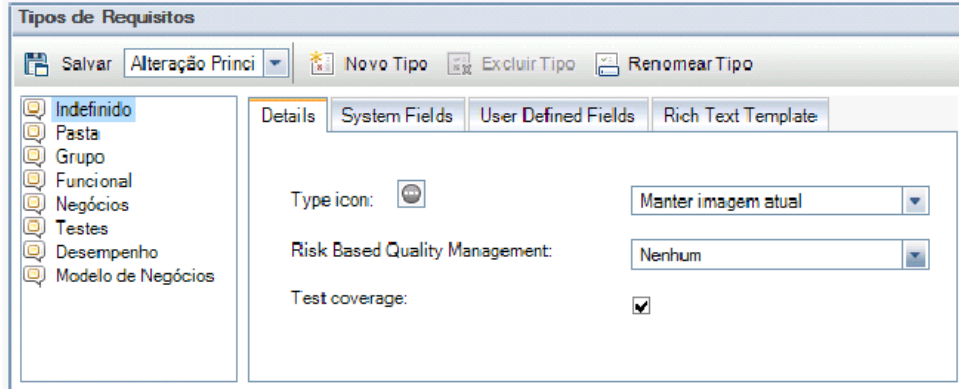 Tipos de Requisitos
Salvar Alteração Princi Novo Tipo Excluir Tipo Renomear Tipo
Indefinido
Pasta
Grupo
Funcional
Negócios
Testes
Desempenho
Modelo de Negócios
Details System Fields User Defined Fields Rich Text Template
Type icon: Manter imagem atual
Risk Based Quality Management: Nenhum
Test coverage: